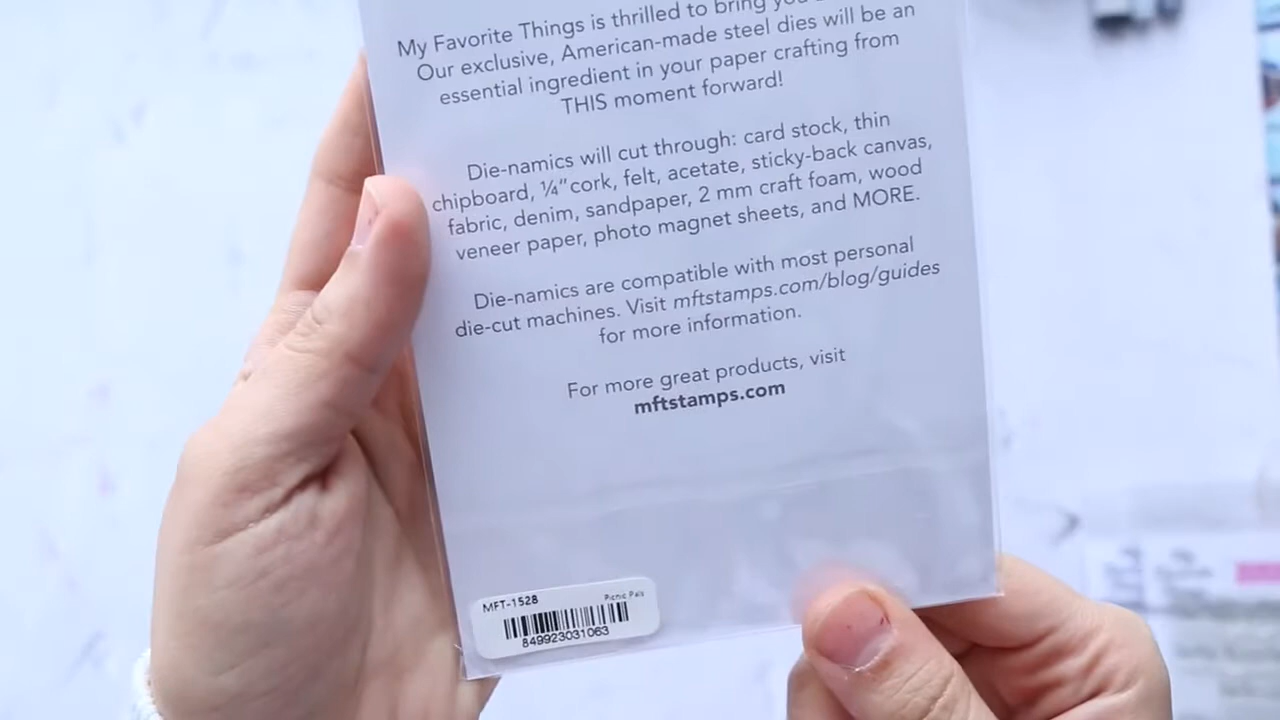 My Favorite Things is thrilled to bring you
Our exclusive, American-made steel dies will be an
essential ingredient in your paper crafting from
THIS moment forward!
Die-namics will cut through: card stock, thin
chipboard, ¼" cork, felt, acetate, sticky-back canvas,
fabric, denim, sandpaper, 2 mm craft foam, wood
veneer paper, photo magnet sheets, and MORE.
Die-namics are compatible with most personal
die-cut machines. Visit mftstamps.com/blog/guides
for more information.
For more great products, visit
mftstamps.com
MFT-1528 Picnic Pals
849923031063